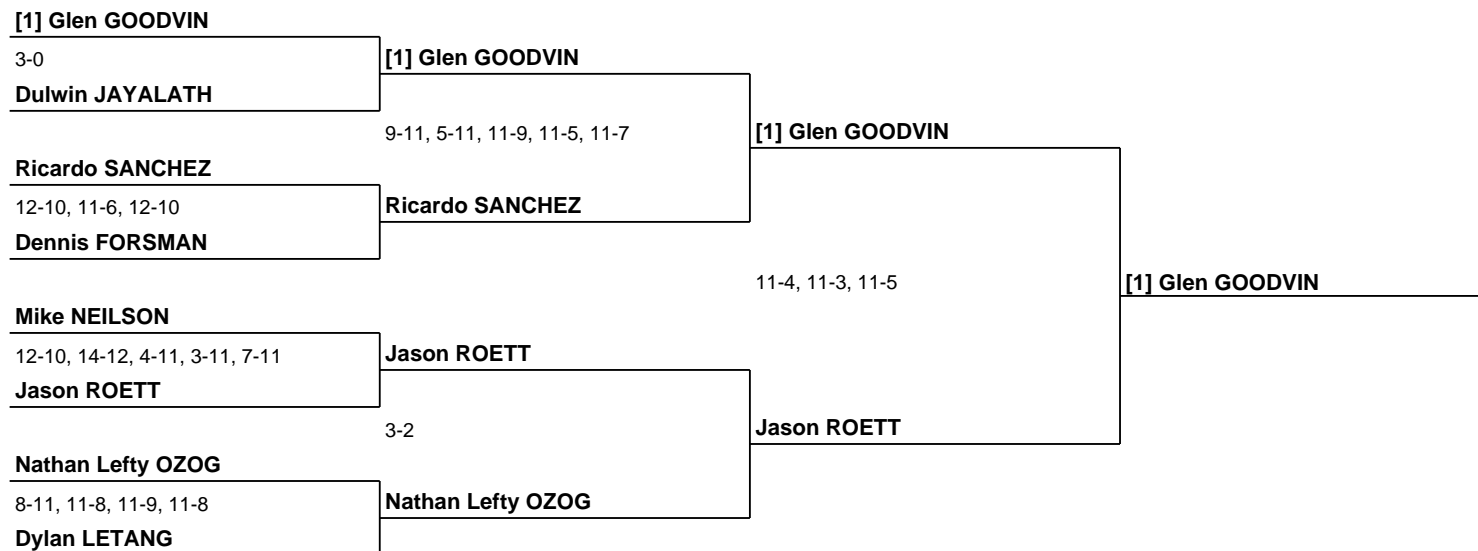 [1] Glen GOODVIN
3-0
[1] Glen GOODVIN
Dulwin JAYALATH
9-11, 5-11, 11-9, 11-5, 11-7
[1] Glen GOODVIN
Ricardo SANCHEZ
12-10, 11-6, 12-10
Ricardo SANCHEZ
Dennis FORSMAN
11-4, 11-3, 11-5
[1] Glen GOODVIN
Mike NEILSON
12-10, 14-12, 4-11, 3-11, 7-11
Jason ROETT
Jason ROETT
3-2
Jason ROETT
Nathan Lefty OZOG
8-11, 11-8, 11-9, 11-8
Nathan Lefty OZOG
Dylan LETANG